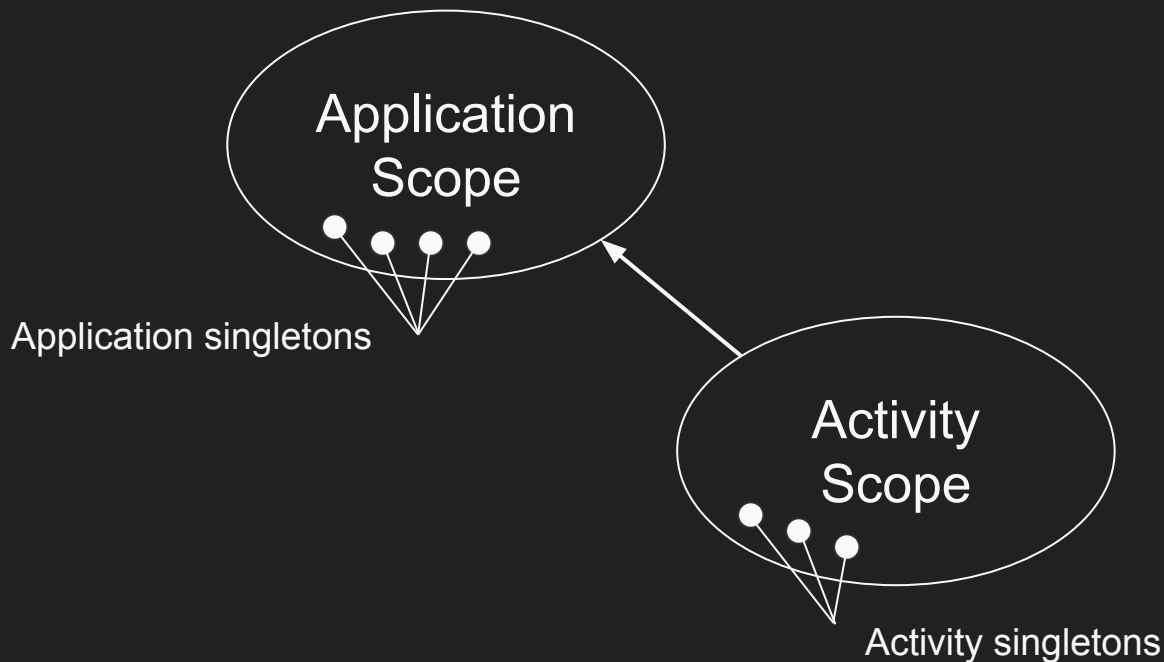 Application
Scope
Application singletons
Activity
Scope
Activity singletons